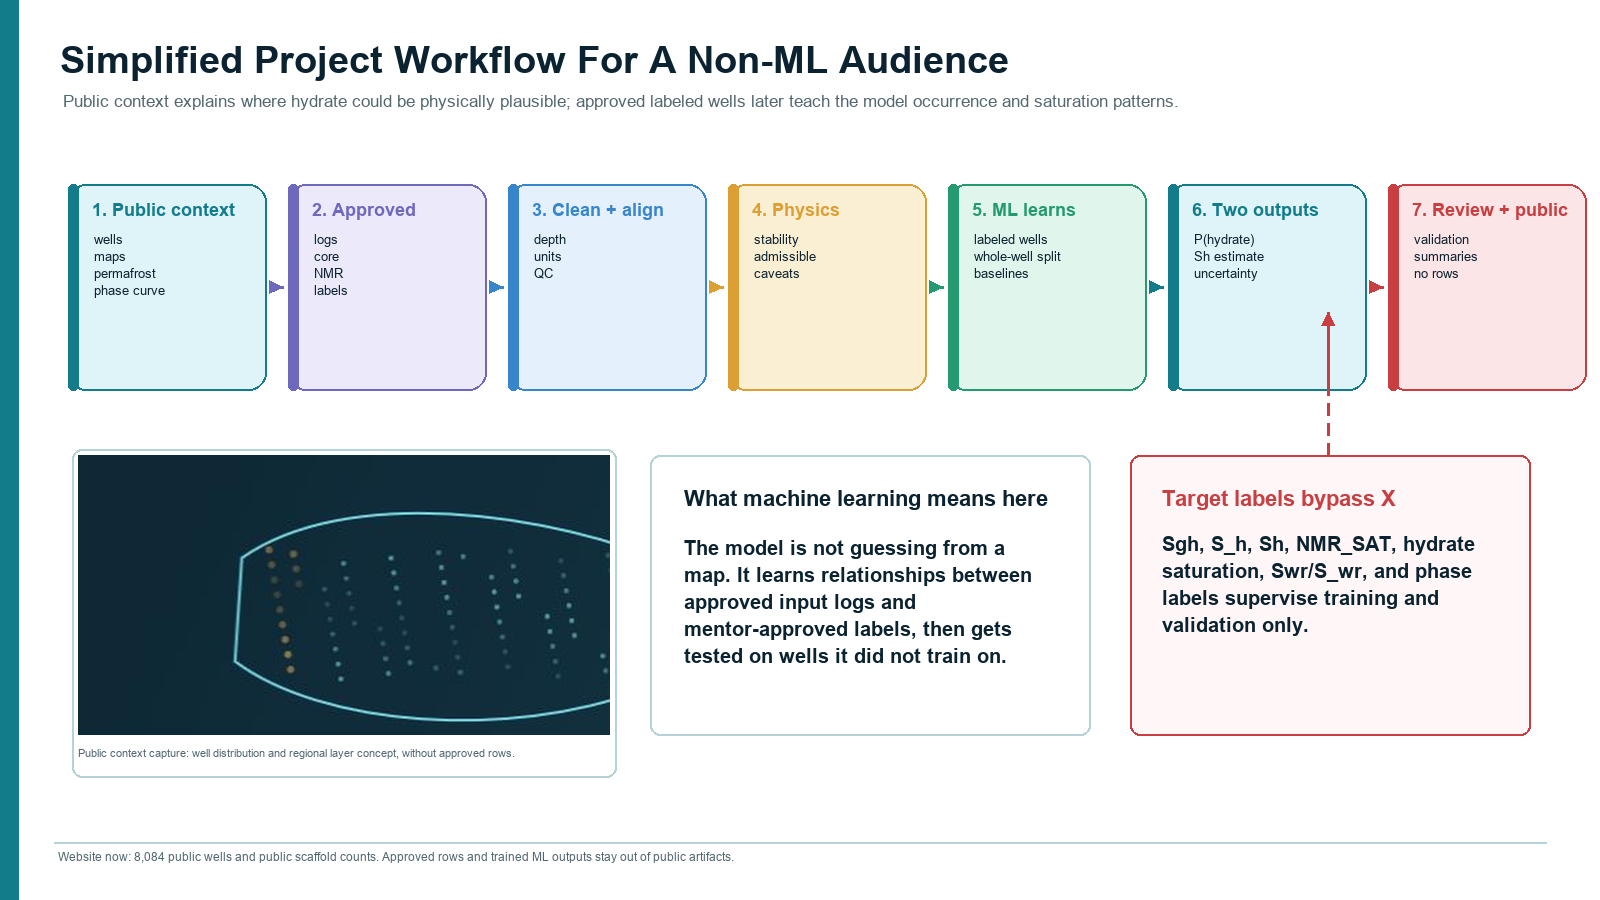 Simplified Project Workflow For A Non-ML Audience
Public context explains where hydrate could be physically plausible; approved labeled wells later teach the model occurrence and saturation patterns.
1. Public context
wells
maps
permafrost
phase curve
2. Approved
logs
core
NMR
labels
3. Clean + align
depth
units
QC
4. Physics
stability
admissible
caveats
5. ML learns
labeled wells
whole-well split
baselines
6. Two outputs
P(hydrate)
Sh estimate
uncertainty
7. Review + public
validation
summaries
no rows
Public context capture: well distribution and regional layer concept, without approved rows.
What machine learning means here
The model is not guessing from a
map. It learns relationships between
approved input logs and
mentor-approved labels, then gets
tested on wells it did not train on.
Target labels bypass X
Sgh, S_h, Sh, NMR_SAT, hydrate
saturation, Swr/S_wr, and phase
labels supervise training and
validation only.
Website now: 8,084 public wells and public scaffold counts. Approved rows and trained ML outputs stay out of public artifacts.